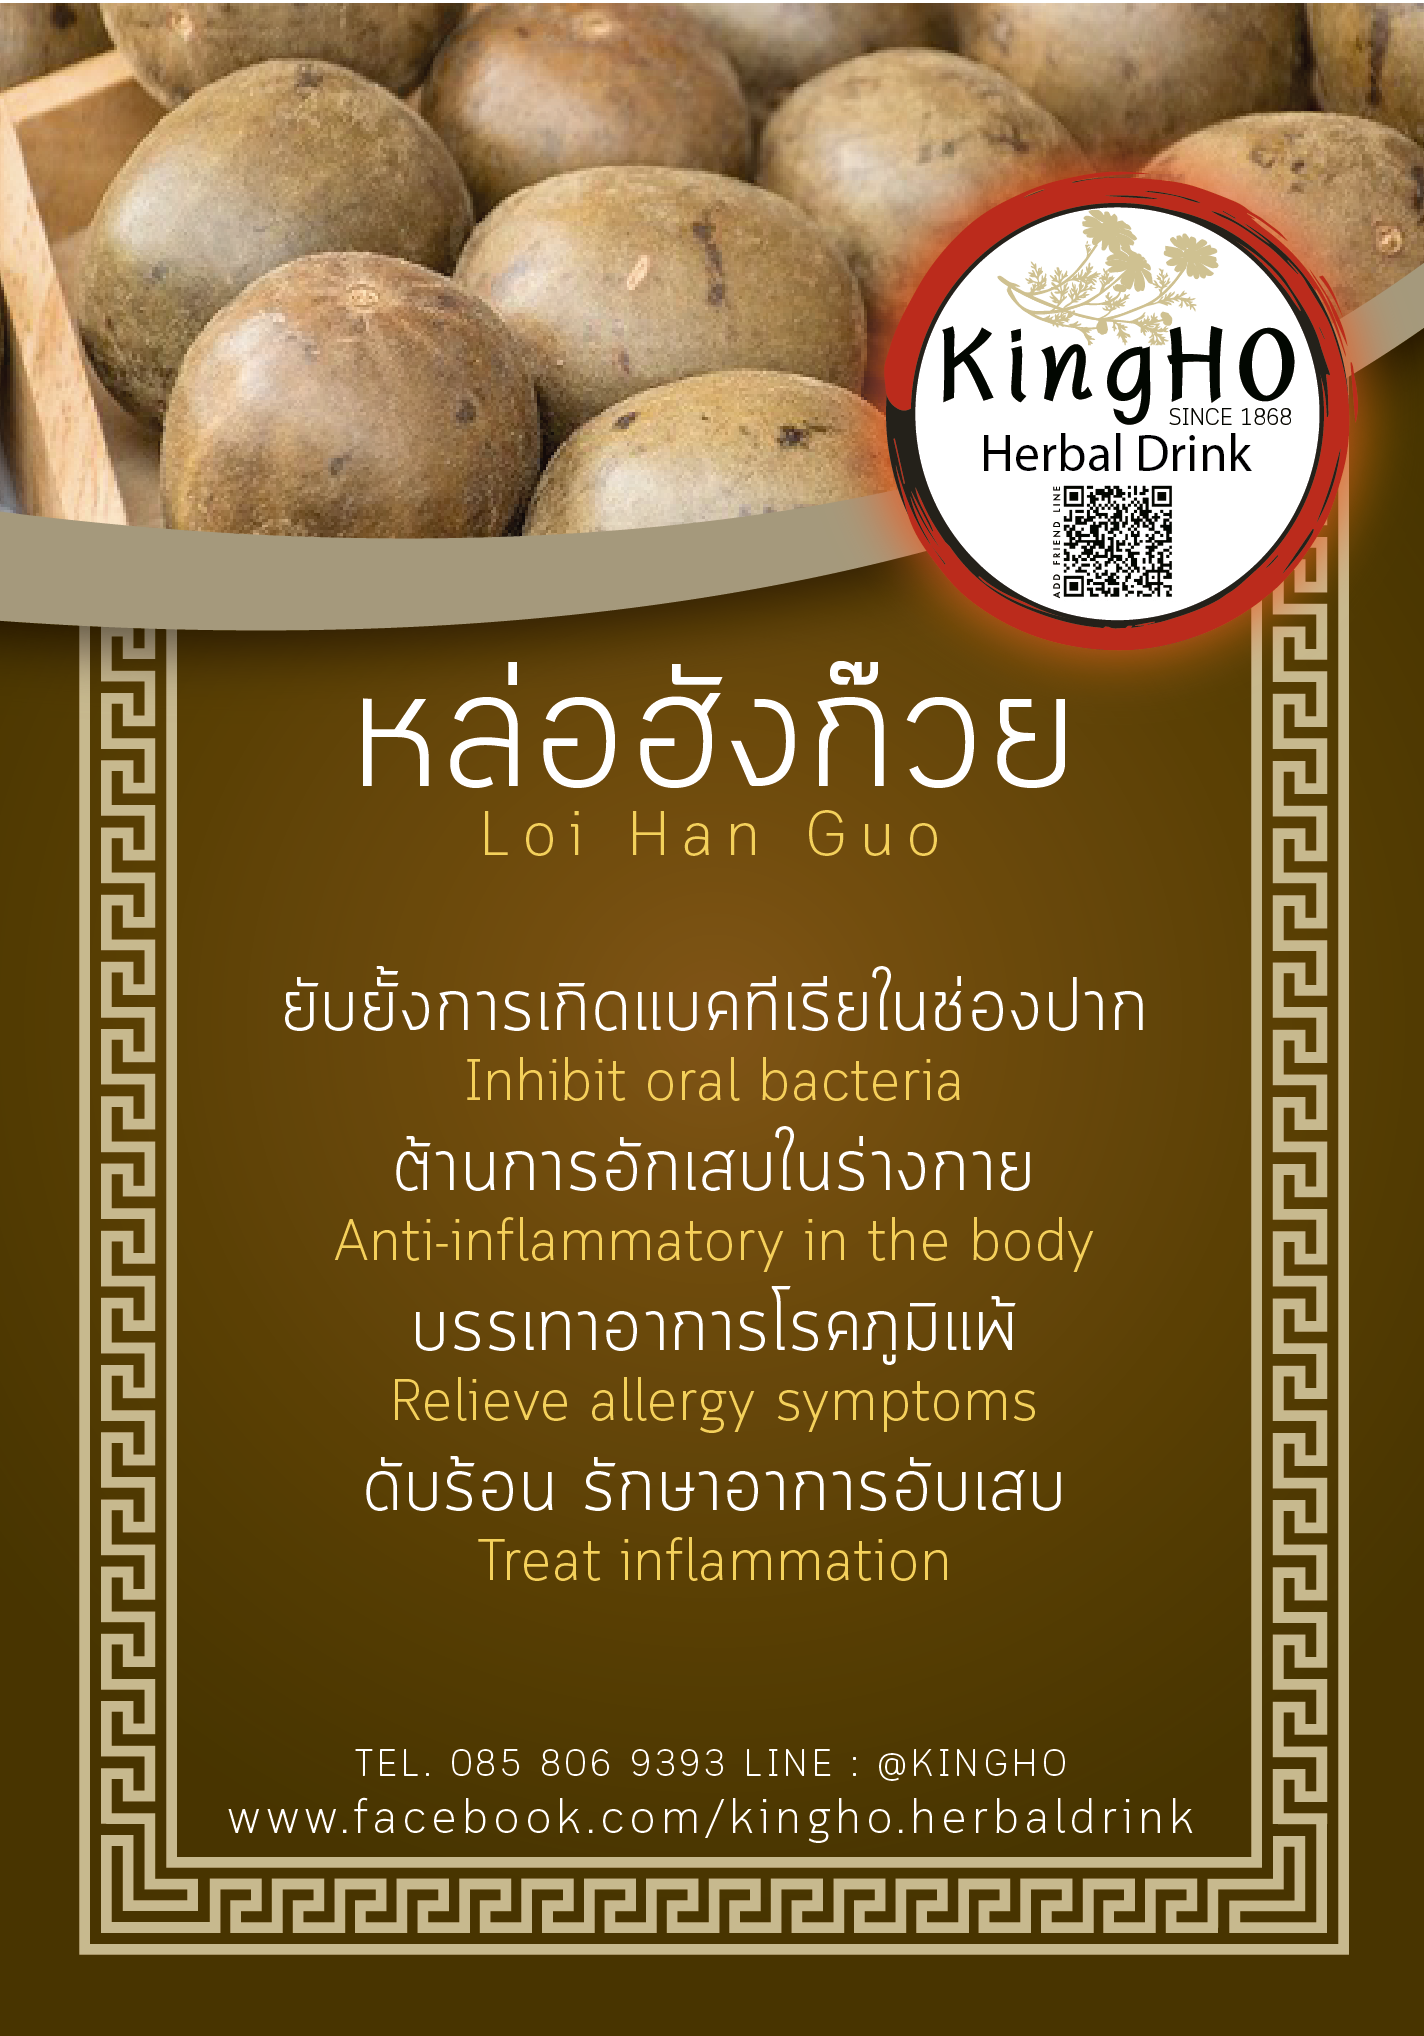 KingHO
SINCE 1868
Herbal Drink
ADD FRIEND LINE
หล่อฮังก๊วย
Loi Han Guo
ยับยั้งการเกิดแบคทีเรียในช่องปาก
Inhibit oral bacteria
ต้านการอักเสบในร่างกาย
Anti-inflammatory in the body
บรรเทาอาการโรคภูมิแพ้
Relieve allergy symptoms
ดับร้อน รักษาอาการอับเสบ
Treat inflammation
TEL. 085 806 9393 LINE : @KINGHO
www.facebook.com/kingho.herbaldrink